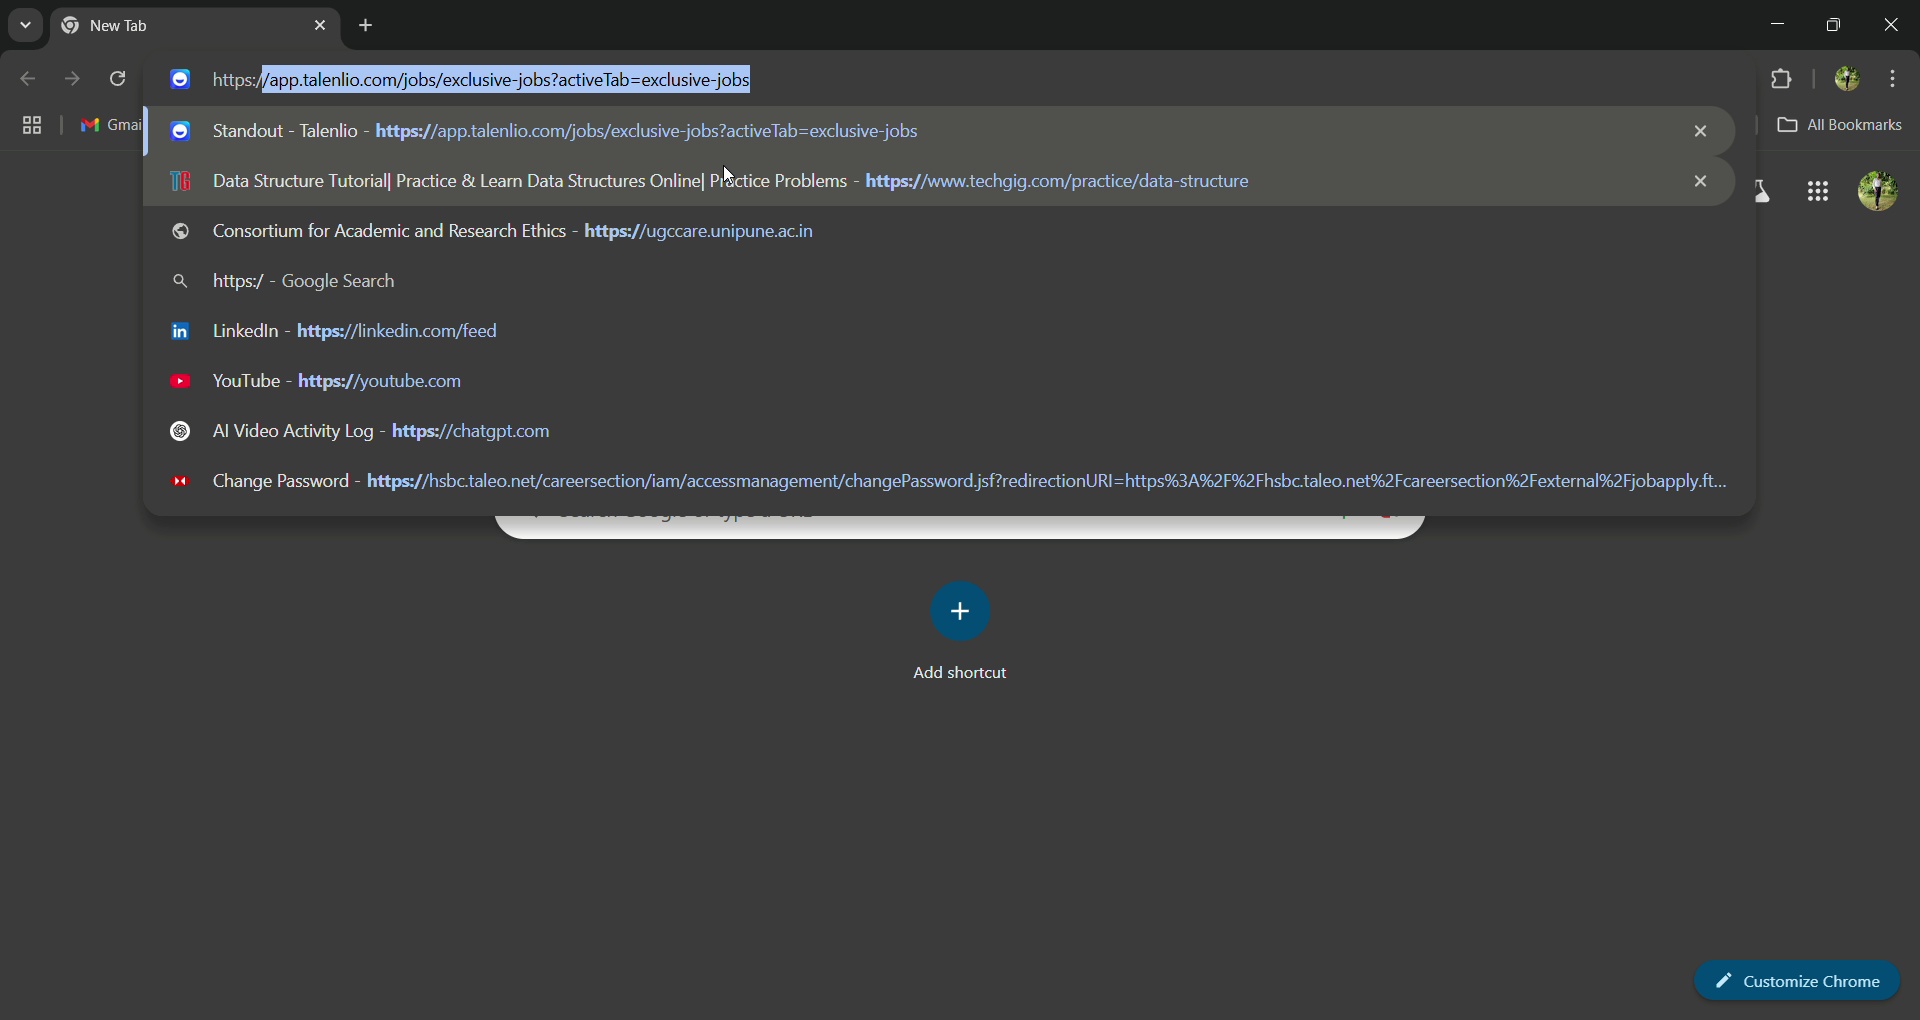 New Tab
https://app.talenlio.com/jobs/exclusive-jobs?activeTab=exclusive-jobs
Gmai
Standout - Talenlio - https://app.talenlio.com/jobs/exclusive-jobs?activeTab=exclusive-jobs
All Bookmarks
Data Structure Tutorial| Practice & Learn Data Structures Online| Practice Problems - https://www.techgig.com/practice/data-structure
Consortium for Academic and Research Ethics - https://ugccare.unipune.ac.in
https:/ - Google Search
LinkedIn - https://linkedin.com/feed
YouTube - https://youtube.com
AI Video Activity Log - https://chatgpt.com
Change Password - https://hsbc.taleo.net/careersection/iam/accessmanagement/changePassword.jsf?redirectionURI=https%3A%2F%2Fhsbc.taleo.net%2Fcareersection%2Fexternal%2Fjobapply.ft...
Add shortcut
Customize Chrome